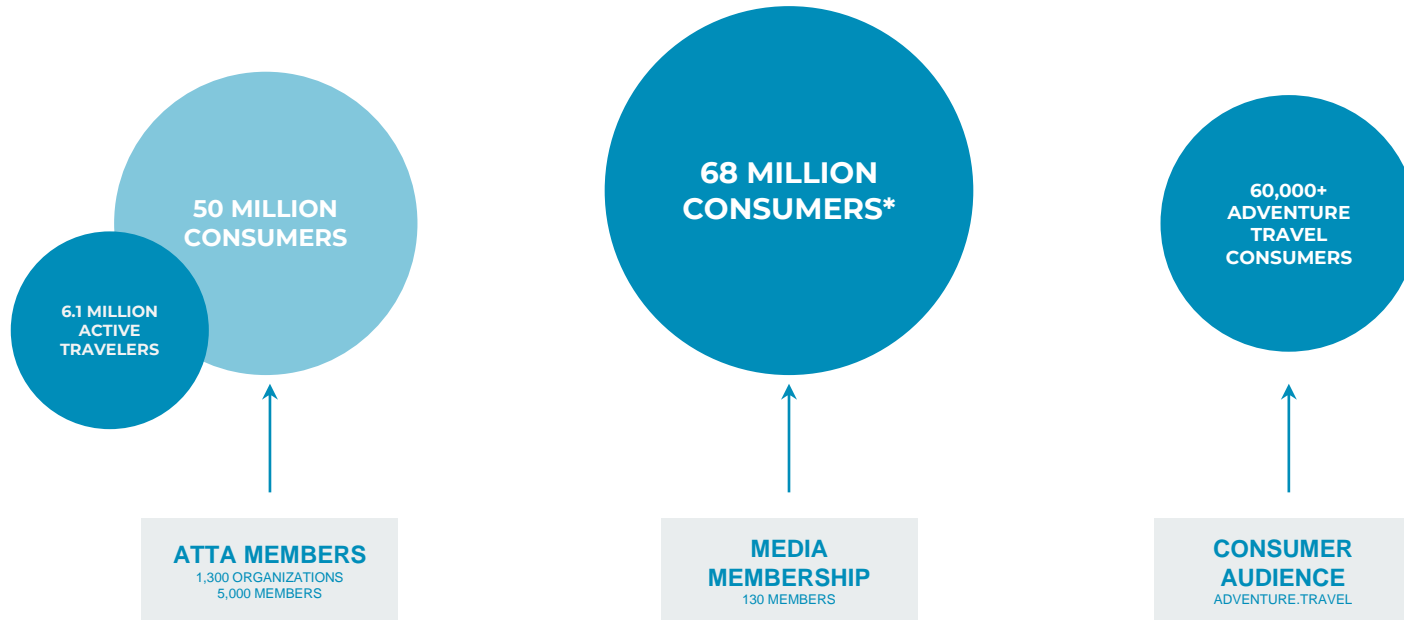 50 MILLION
CONSUMERS
6.1 MILLION
ACTIVE
TRAVELERS
ATTA MEMBERS
1,300 ORGANIZATIONS
5,000 MEMBERS
68 MILLION
CONSUMERS*
MEDIA
MEMBERSHIP
130 MEMBERS
60,000+
ADVENTURE
TRAVEL
CONSUMERS
CONSUMER
AUDIENCE
ADVENTURE.TRAVEL